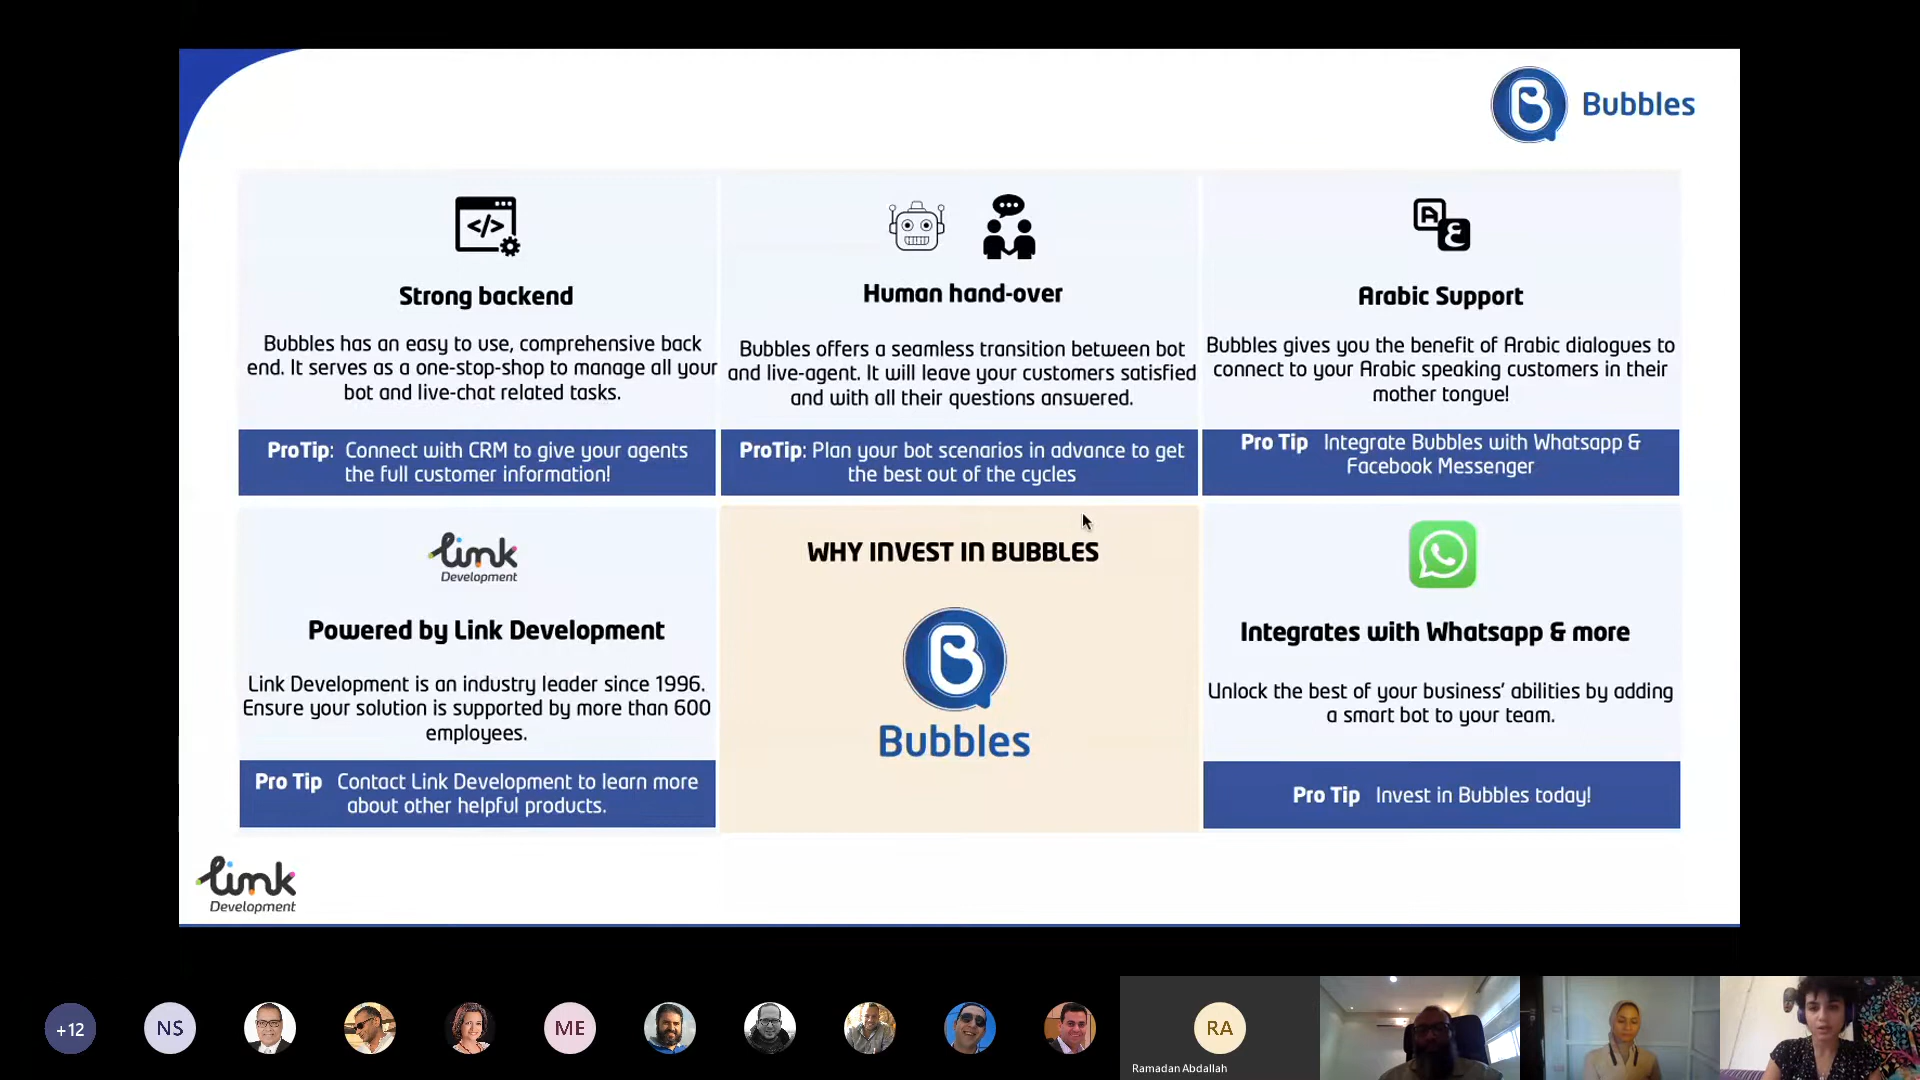 Bubbles
Strong backend
Bubbles has an easy to use, comprehensive back
end. It serves as a one-stop-shop to manage all your
bot and live-chat related tasks.
ProTip: Connect with CRM to give your agents
the full customer information!
Human hand-over
Bubbles offers a seamless transition between bot
and live-agent. It will leave your customers satisfied
and with all their questions answered.
ProTip: Plan your bot scenarios in advance to get
the best out of the cycles
Arabic Support
Bubbles gives you the benefit of Arabic dialogues to
connect to your Arabic speaking customers in their
mother tongue!
Pro Tip Integrate Bubbles with Whatsapp &
Facebook Messenger
link
Development
Powered by Link Development
Link Development is an industry leader since 1996.
Ensure your solution is supported by more than 600
employees.
Pro Tip Contact Link Development to learn more
about other helpful products.
WHY INVEST IN BUBBLES
B
Bubbles
Integrates with Whatsapp & more
Unlock the best of your business' abilities by adding
a smart bot to your team.
Pro Tip Invest in Bubbles today!
link
Development
+12
NS
ME
RA
Ramadan Abdallah